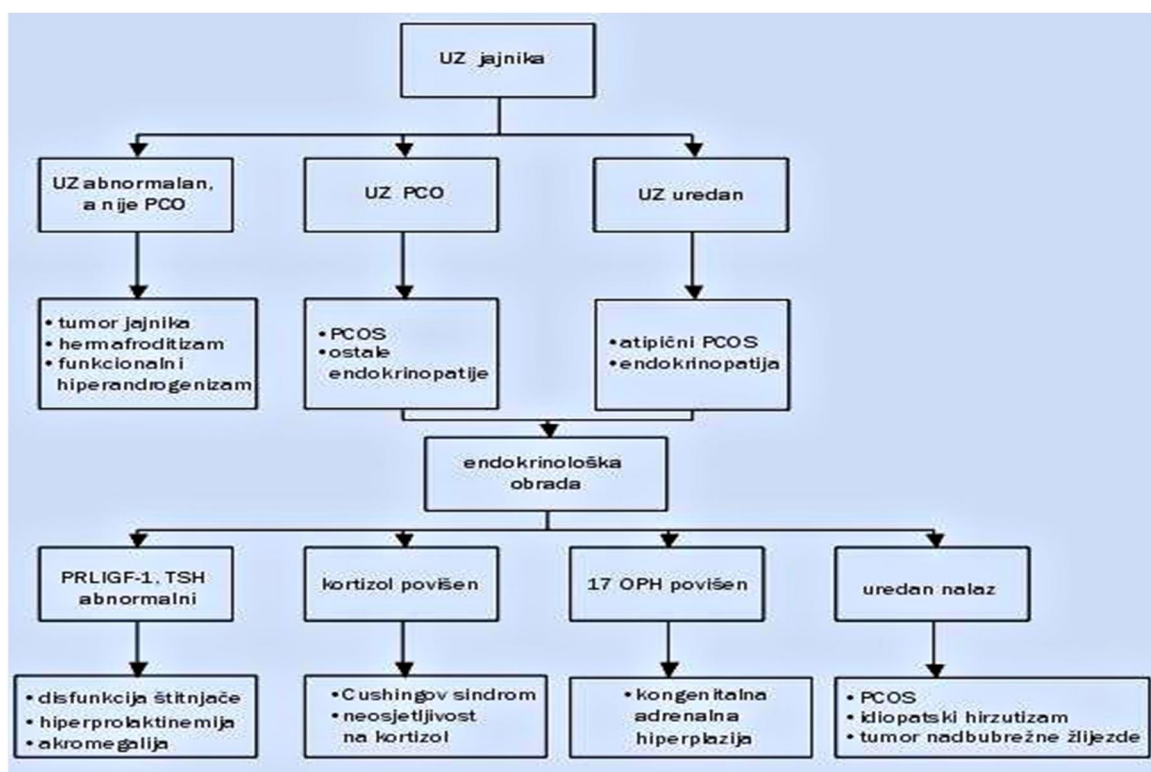 UZ jajnika
UZ abnormalan,
a nije PCO
UZ PCO
UZ uredan
• tumor jajnika
• hermafroditizam
• funkcionalni
hiperandrogenizam
• PCOS
• ostale
endokrinopatije
• atipični PCOS
• endokrinopatija
endokrinološka
obrada
PRLIGF-1, TSH
abnormalni
kortizol povišen
17 OPH povišen
uredan nalaz
• disfunkcija štitnjače
• hiperprolaktinemija
• akromegalija
• Cushingov sindrom
• neosjetljivost
na kortizol
• kongenitalna
adrenalna
hiperplazija
• PCOS
• idiopatski hirzutizam
• tumor nadbubrežne žlijezde